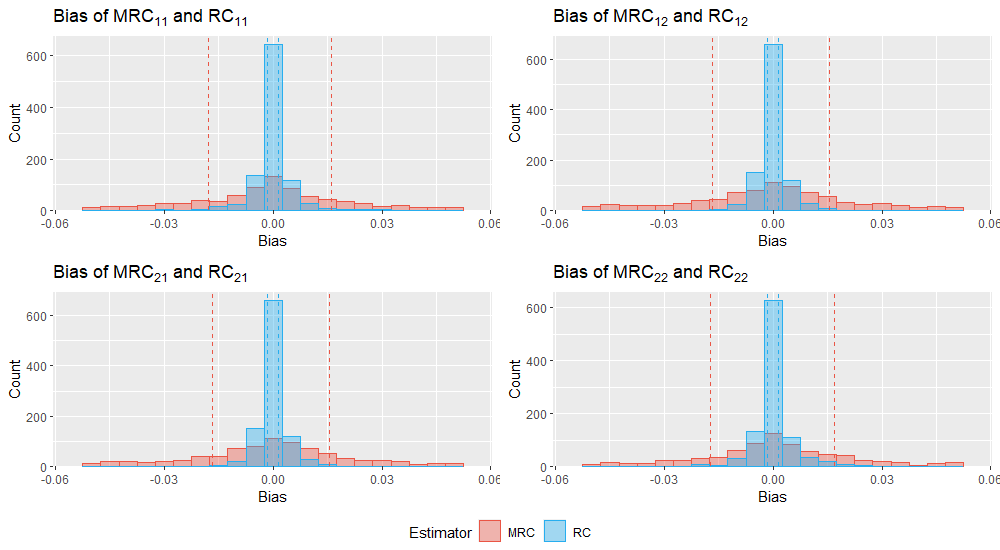 Bias of MRC₁₁ and RC₁₁
Count
600
400
200
0
-0.06
-0.03
0.00
0.03
0.06
Bias
Bias of MRC₁₂ and RC₁₂
Count
600
400
200
0
-0.06
-0.03
0.00
0.03
0.06
Bias
Bias of MRC₂₁ and RC₂₁
Count
600
400
200
0
-0.06
-0.03
0.00
0.03
0.06
Bias
Bias of MRC₂₂ and RC₂₂
Count
600
400
200
0
-0.06
-0.03
0.00
0.03
0.06
Bias
Estimator MRC RC